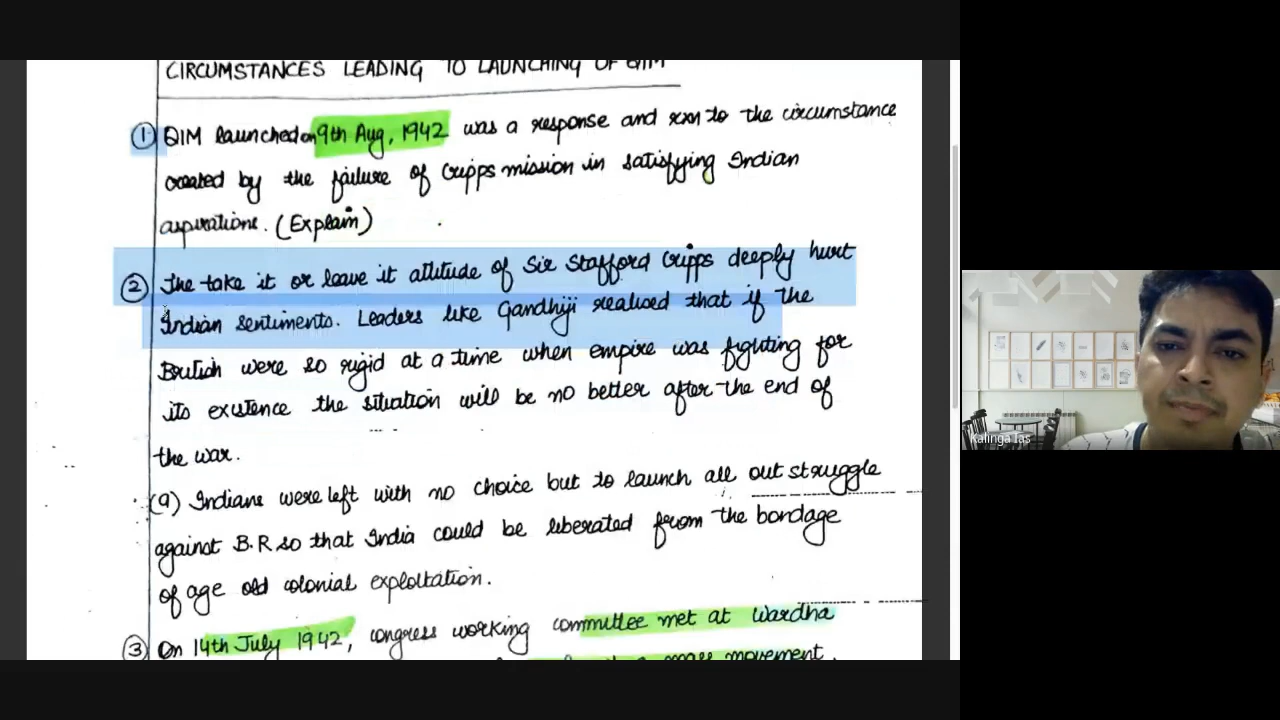 CIRCUMSTANCES LEADING TO LAUNCHING OF QIM
① QIM launched on 9th Aug, 1942 was a response and rxn to the circumstance
created by the failure of Cripps mission in satisfying Indian
aspirations. (Explain)
② The take it or leave it attitude of Sir Stafford Cripps deeply hurt
Indian sentiments. Leaders like Gandhiji realised that if the
British were so rigid at a time when empire was fighting for
its existence the situation will be no better after the end of
the war.
(a) Indians were left with no choice but to launch all out struggle
against B.R so that India could be liberated from the bondage
of age old colonial exploitation.
③ On 14th July 1942, congress working committee met at Wardha
mass movement.
Kalinga Ias